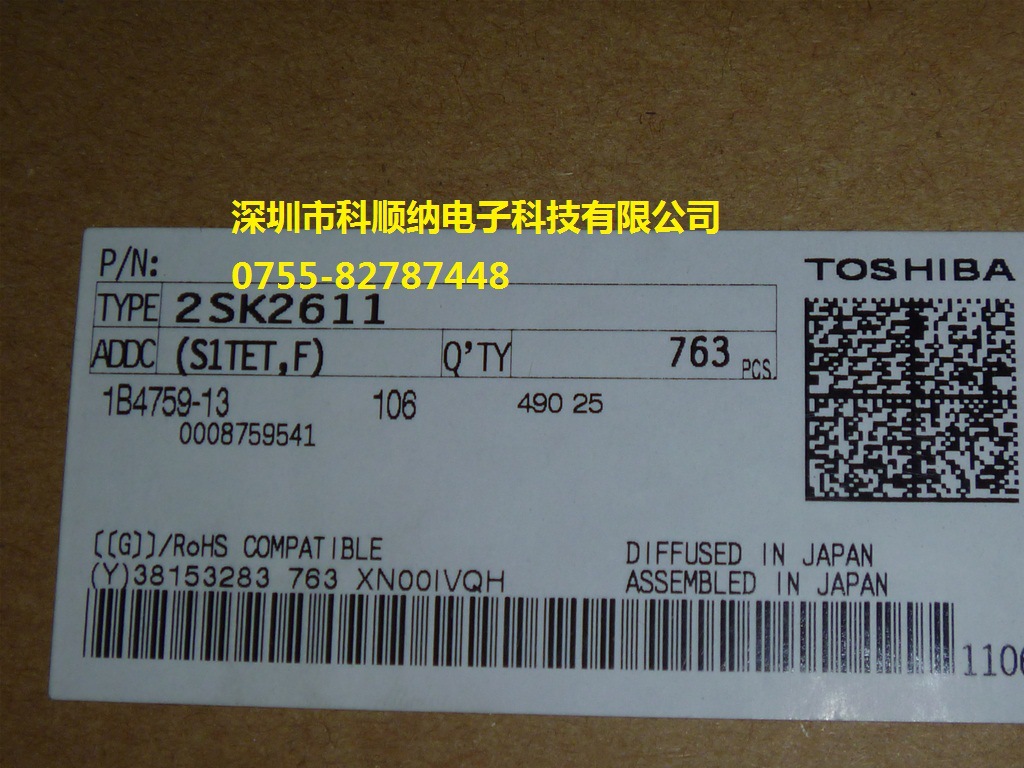 深圳市科顺纳电子科技有限公司
0755-82787448
P/N:
TOSHIBA
TYPE 2SK2611
ADDC (S1TET,F) Q'TY 763 PCS.
1B4759-13 106 490 25
0008759541
[[G]]/RoHS COMPATIBLE
DIFFUSED IN JAPAN
(Y)38153283 763 XN00IVQH
ASSEMBLED IN JAPAN
1106